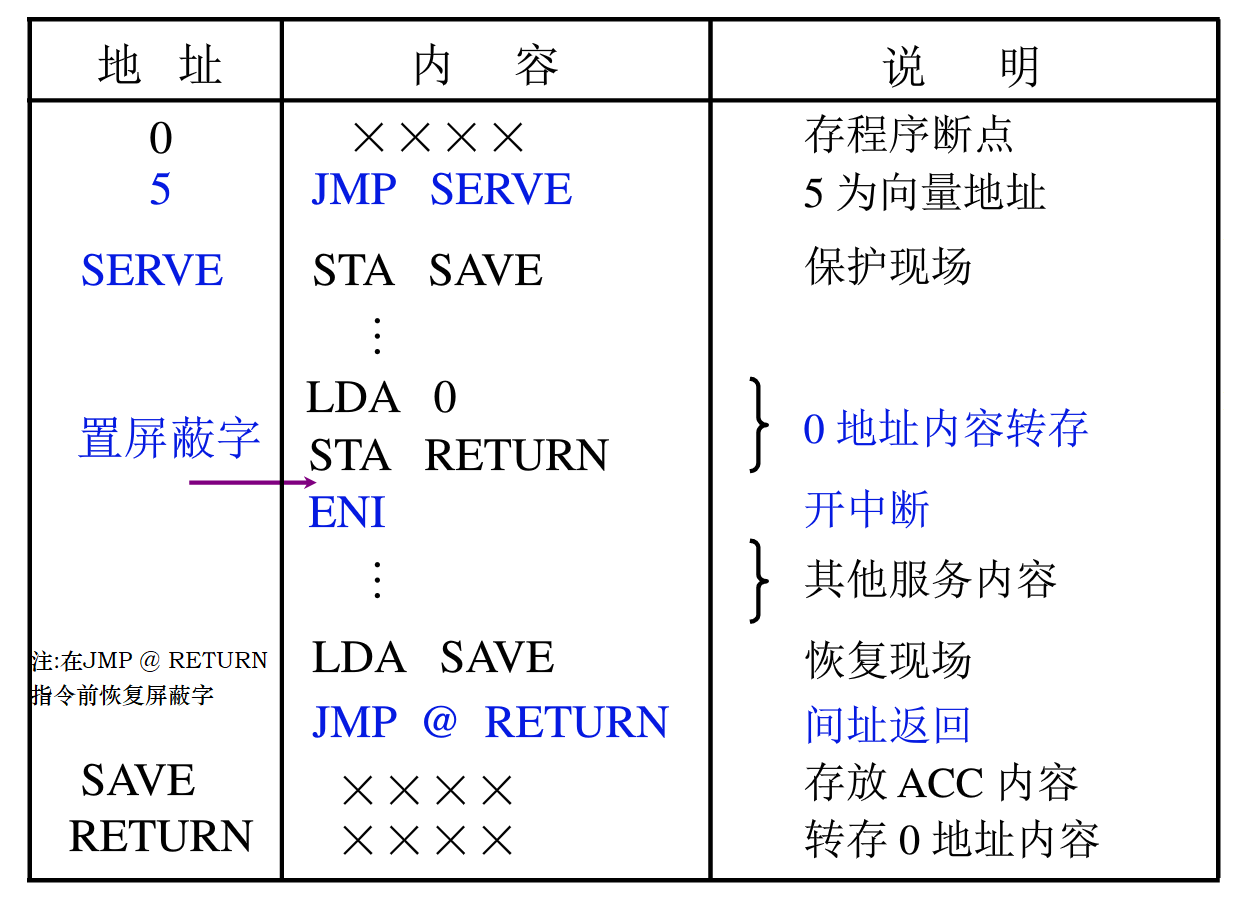 地 址 内 容 说 明
0 ×××× 存程序断点
5 JMP SERVE 5 为向量地址
SERVE STA SAVE 保护现场
⋮
LDA 0
置屏蔽字 0 地址内容转存
STA RETURN
ENI 开中断
⋮ 其他服务内容
注:在JMP @ RETURN LDA SAVE 恢复现场
指令前恢复屏蔽字
JMP @ RETURN 间址返回
SAVE ×××× 存放 ACC 内容
RETURN ×××× 转存 0 地址内容